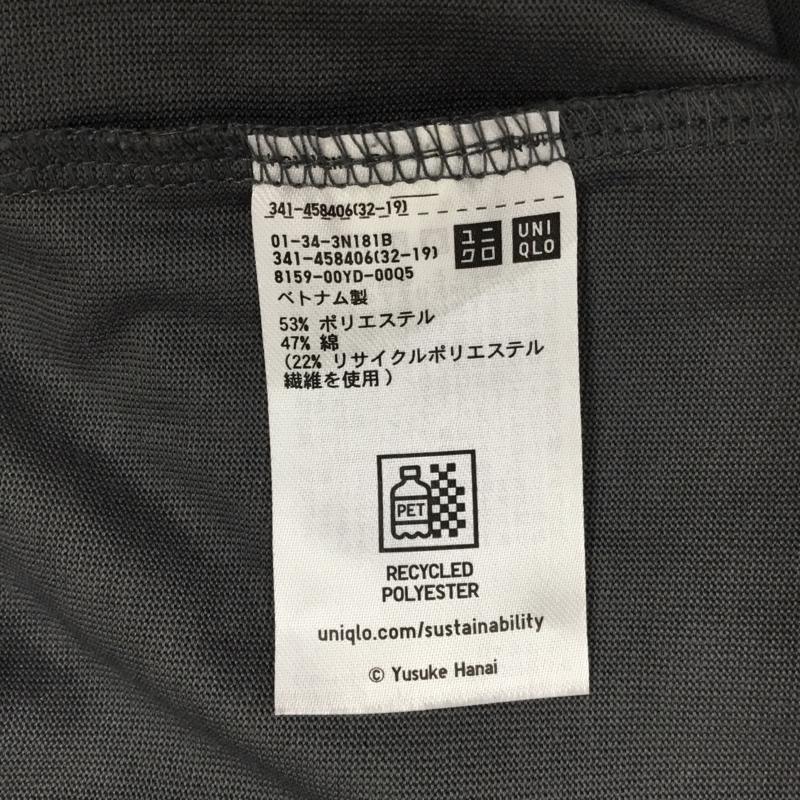 341-458406(32-19)
01-34-3N181B
341-458406(32-19)
8159-00YD-00Q5
ユニ
クロ
UNI
QLO
ベトナム製
53% ポリエステル
47% 綿
(22% リサイクルポリエステル
繊維を使用)
PET
RECYCLED
POLYESTER
uniqlo.com/sustainability
© Yusuke Hanai